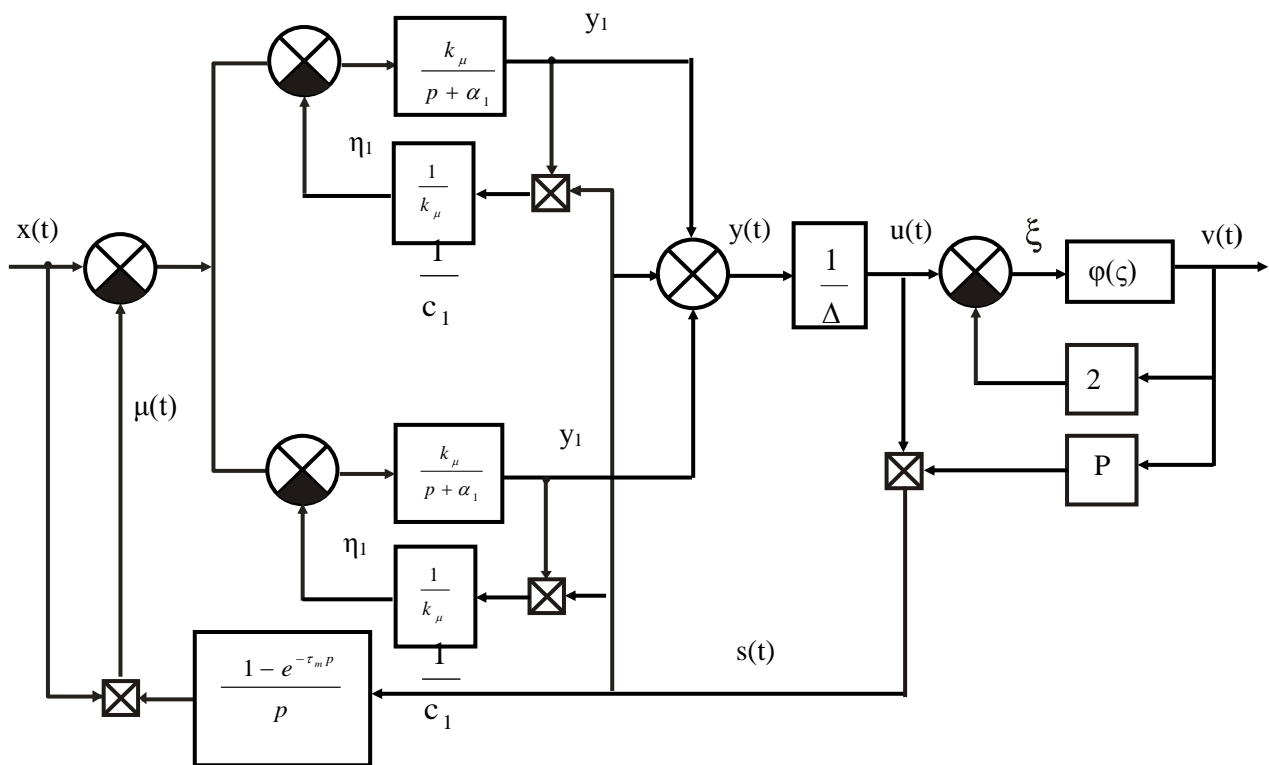 y₁
k_μ
p + α₁
η₁
1
k_μ
1
c₁
x(t)
y(t)
1
Δ
u(t)
ξ
φ(ς)
v(t)
2
P
μ(t)
y₁
k_μ
p + α₁
η₁
1
k_μ
1
c₁
s(t)
1 − e^{−τ_m p}
p